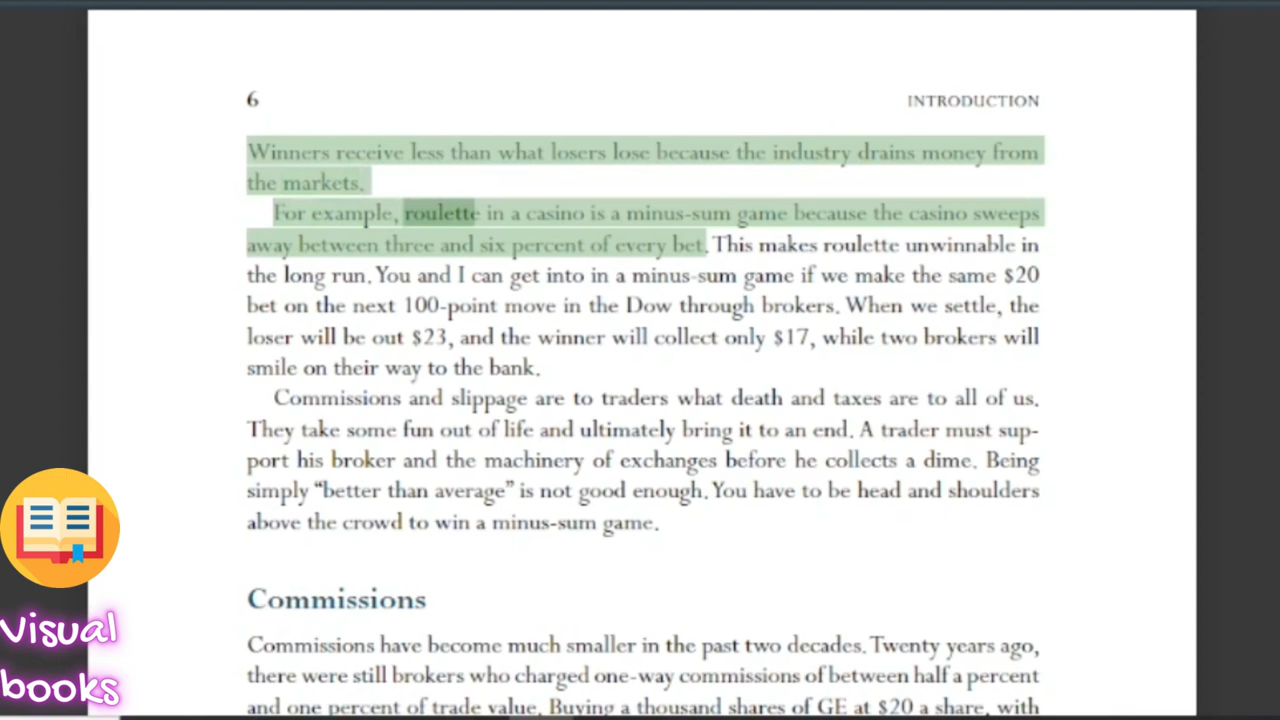 6
INTRODUCTION
Winners receive less than what losers lose because the industry drains money from
the markets.
For example, roulette in a casino is a minus-sum game because the casino sweeps
away between three and six percent of every bet. This makes roulette unwinnable in
the long run. You and I can get into in a minus-sum game if we make the same $20
bet on the next 100-point move in the Dow through brokers. When we settle, the
loser will be out $23, and the winner will collect only $17, while two brokers will
smile on their way to the bank.
Commissions and slippage are to traders what death and taxes are to all of us.
They take some fun out of life and ultimately bring it to an end. A trader must sup-
port his broker and the machinery of exchanges before he collects a dime. Being
simply “better than average” is not good enough. You have to be head and shoulders
above the crowd to win a minus-sum game.
Commissions
Commissions have become much smaller in the past two decades. Twenty years ago,
there were still brokers who charged one-way commissions of between half a percent
and one percent of trade value. Buying a thousand shares of GE at $20 a share, with
Visual
books